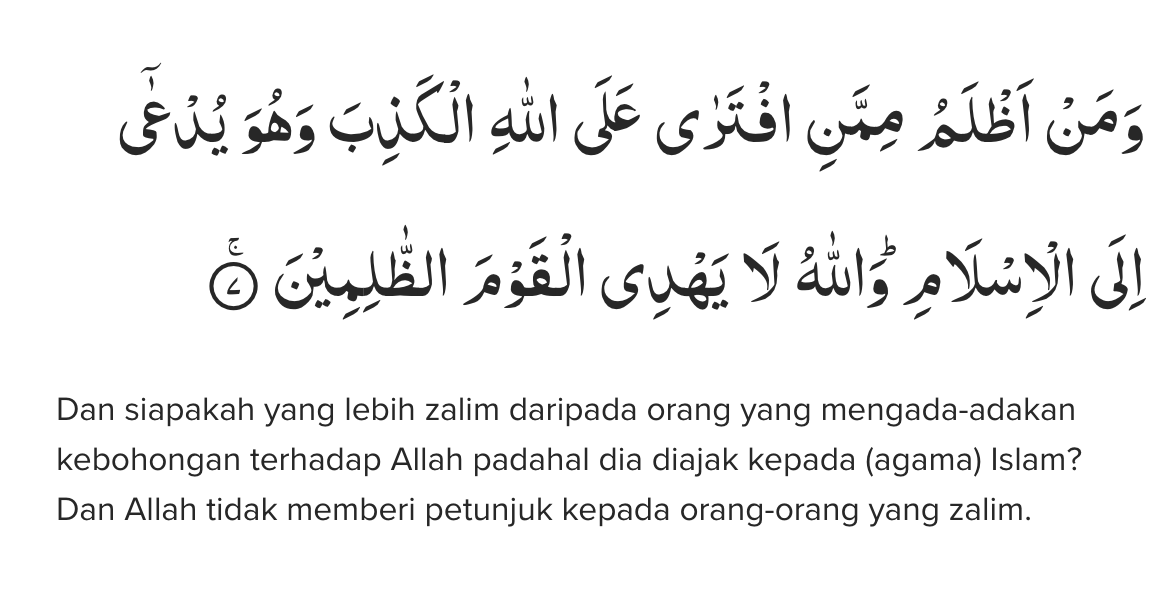 وَمَنْ اَظْلَمُ مِمَّنِ افْتَرٰى عَلَى اللّٰهِ الْكَذِبَ وَهُوَ يُدْعٰٓى
اِلَى الْاِسْلَامِۗ وَاللّٰهُ لَا يَهْدِى الْقَوْمَ الظّٰلِمِيْنَ ۚ ٧
Dan siapakah yang lebih zalim daripada orang yang mengada-adakan
kebohongan terhadap Allah padahal dia diajak kepada (agama) Islam?
Dan Allah tidak memberi petunjuk kepada orang-orang yang zalim.